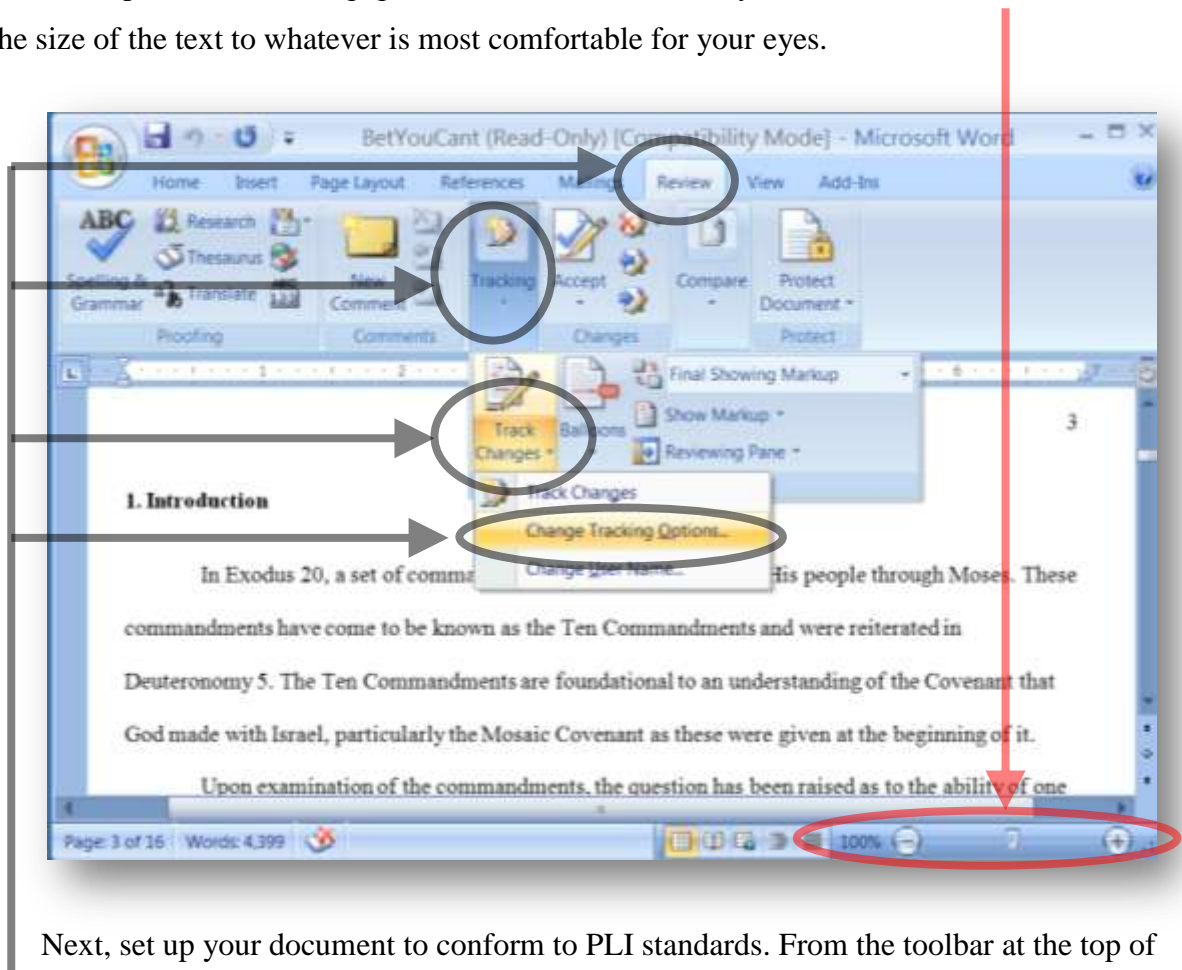 he size of the text to whatever is most comfortable for your eyes.
BetYouCant (Read-Only) [Compatibility Mode] - Microsoft Word
Home Insert Page Layout References Mailings Review View Add-Ins
ABC Research
Thesaurus
Spelling & Grammar Translate New Comment Tracking Accept Compare Protect Document
Proofing Comments Changes Protect
L 1 2 6 7
Final Showing Markup
Track Changes Balloons Show Markup
Reviewing Pane
3
Track Changes
1. Introduction
Change Tracking Options...
Change User Name...
In Exodus 20, a set of comma His people through Moses. These
commandments have come to be known as the Ten Commandments and were reiterated in
Deuteronomy 5. The Ten Commandments are foundational to an understanding of the Covenant that
God made with Israel, particularly the Mosaic Covenant as these were given at the beginning of it.
Upon examination of the commandments, the question has been raised as to the ability of one
Page: 3 of 16 Words: 4,399 100%
Next, set up your document to conform to PLI standards. From the toolbar at the top of